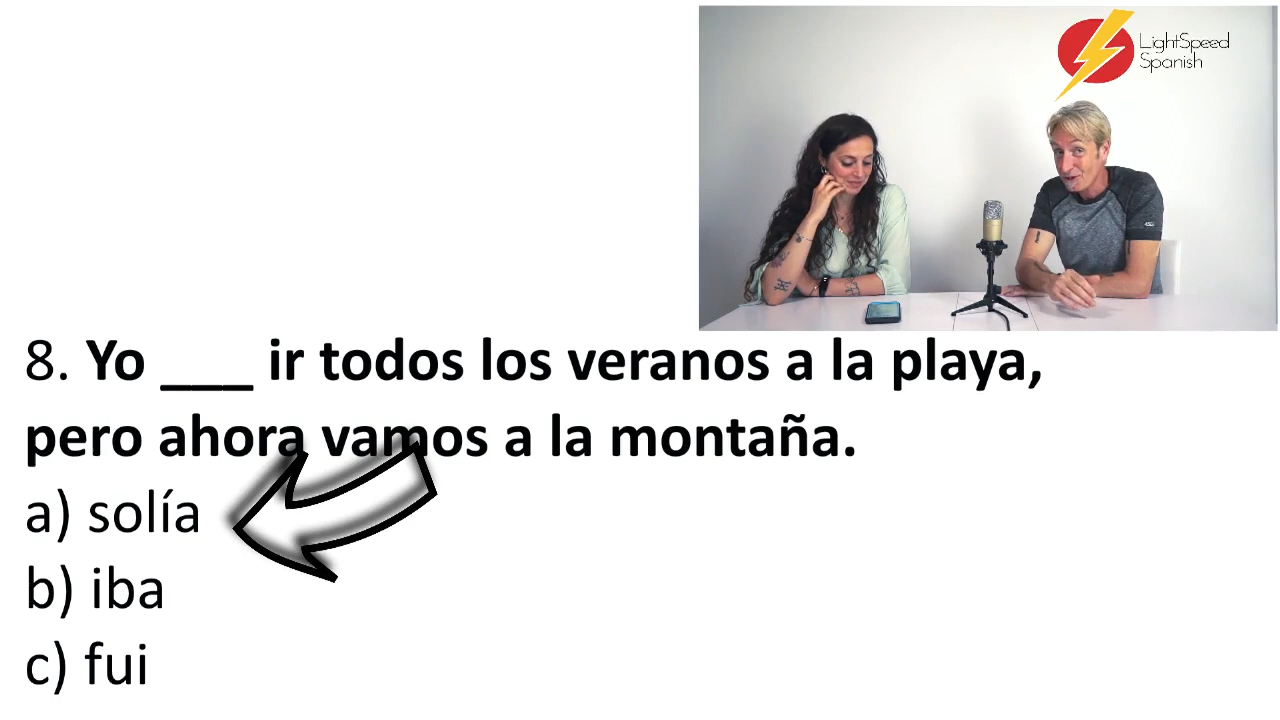 LightSpeed
Spanish
8. Yo ___ ir todos los veranos a la playa,
pero ahora vamos a la montaña.
a) solía
b) iba
c) fui